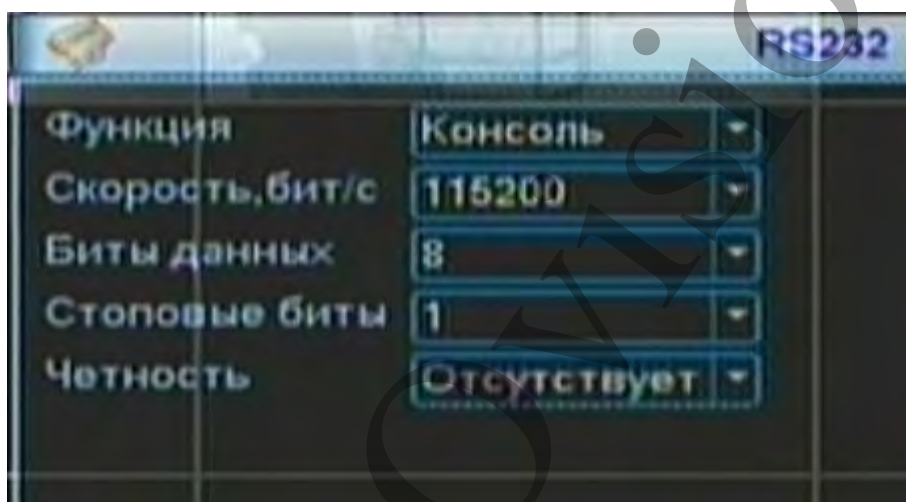 RS232
Функция Консоль
Скорость,бит/с 115200
Биты данных 8
Стоповые биты 1
Четность Отсутствует